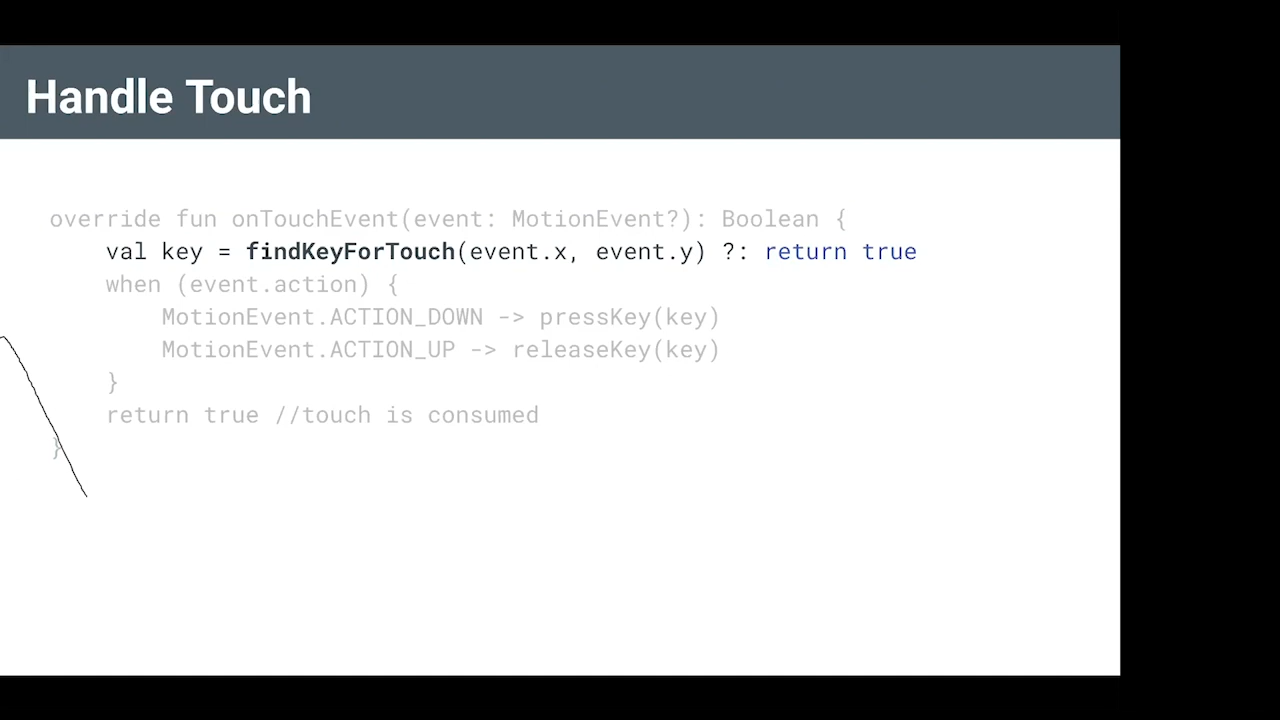 Handle Touch
override fun onTouchEvent(event: MotionEvent?): Boolean {
val key = findKeyForTouch(event.x, event.y) ?: return true
when (event.action) {
MotionEvent.ACTION_DOWN -> pressKey(key)
MotionEvent.ACTION_UP -> releaseKey(key)
}
return true //touch is consumed
}